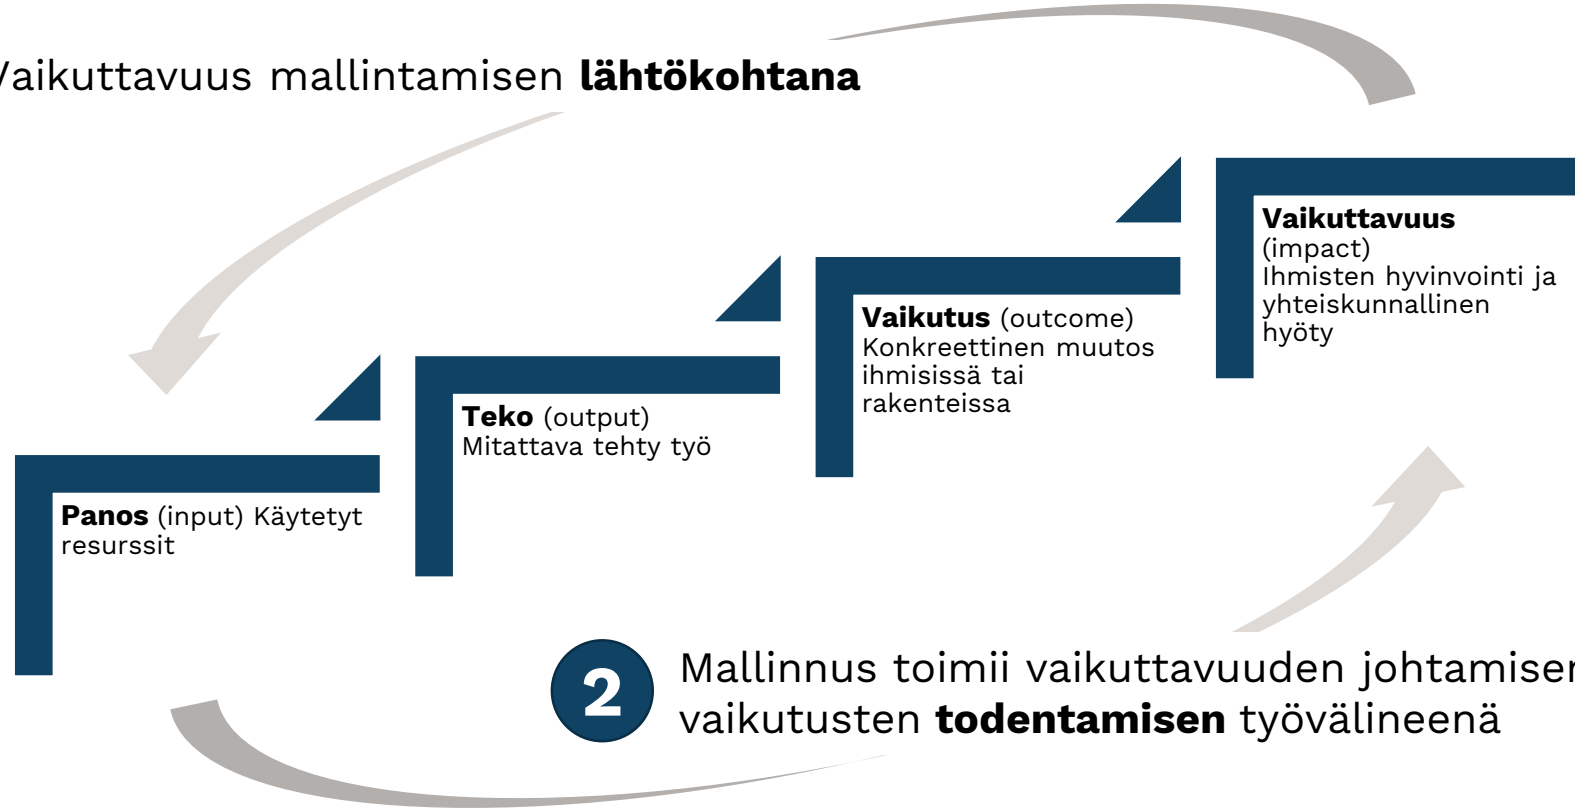 Vaikuttavuus mallintamisen lähtökohtana
Vaikuttavuus
(impact)
Ihmisten hyvinvointi ja
yhteiskunnallinen
hyöty
Vaikutus (outcome)
Konkreettinen muutos
ihmisissä tai
rakenteissa
Teko (output)
Mitattava tehty työ
Panos (input) Käytetyt
resurssit
2
Mallinnus toimii vaikuttavuuden johtamisen
vaikutusten todentamisen työvälineenä